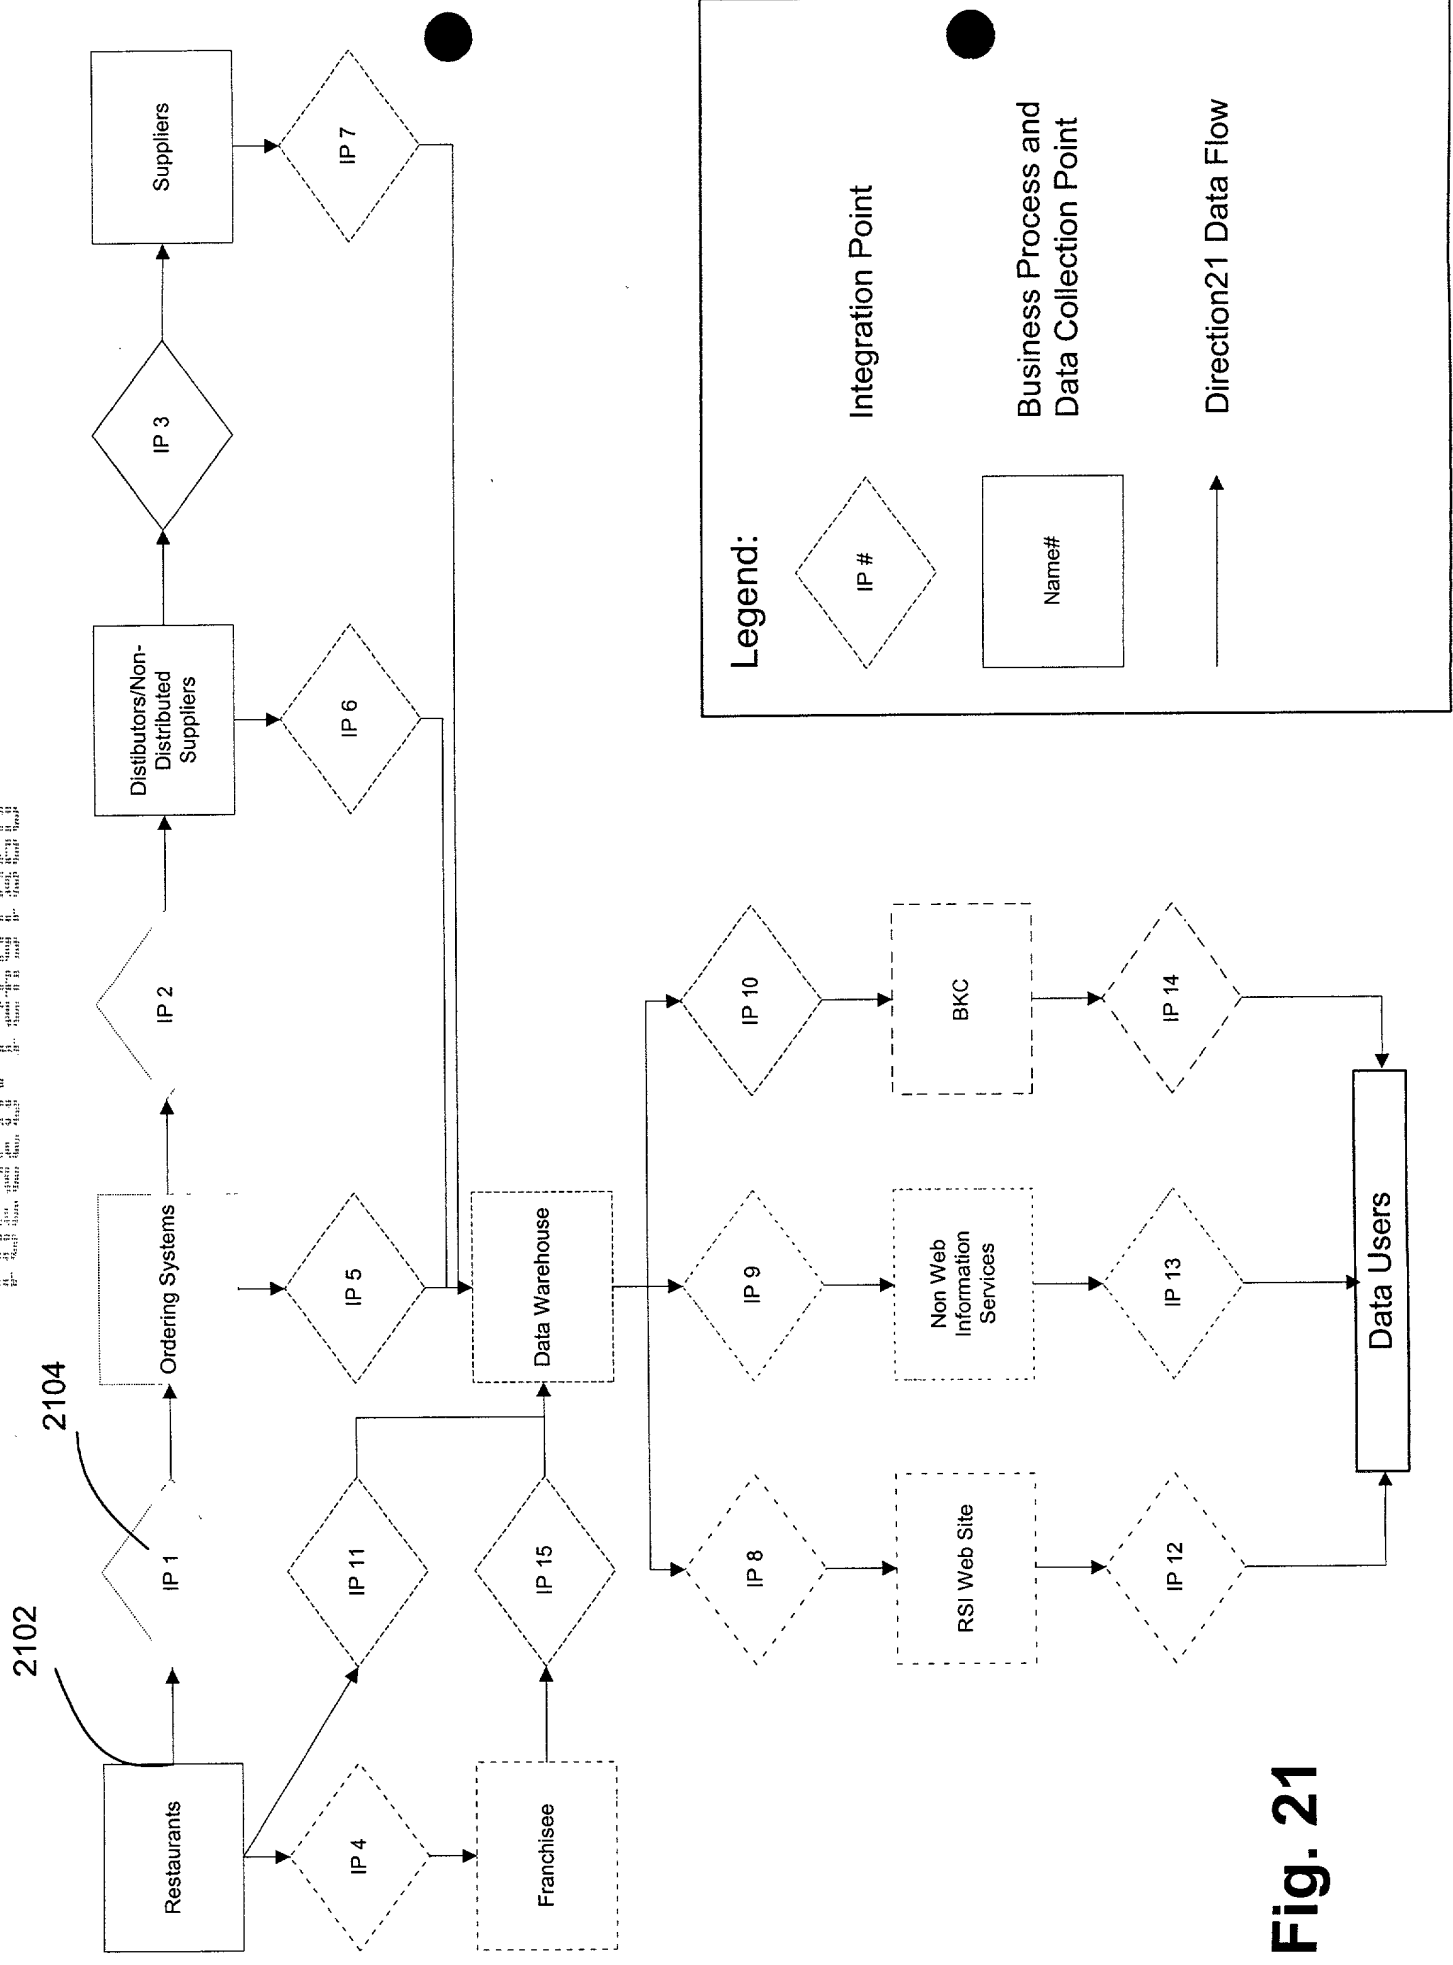 2102
2104
Restaurants
IP 1
Ordering Systems
IP 2
Distibutors/Non-
Distributed
Suppliers
IP 3
Suppliers
IP 4
IP 11
IP 5
IP 6
IP 7
Franchisee
IP 15
Data Warehouse
IP 8
IP 9
IP 10
RSI Web Site
Non Web
Information
Services
BKC
IP 12
IP 13
IP 14
Data Users
Legend:
IP #
Integration Point
Name#
Business Process and
Data Collection Point
Direction21 Data Flow
Fig. 21